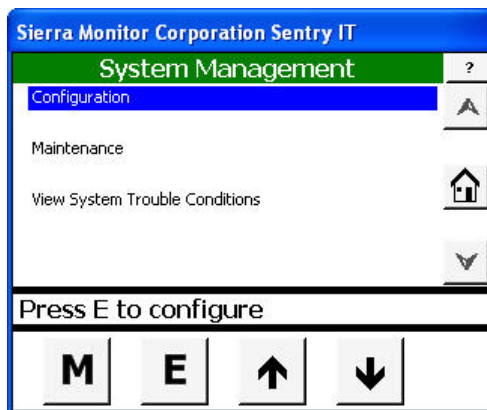 Sierra Monitor Corporation Sentry IT
System Management
?
Configuration
Maintenance
View System Trouble Conditions
Press E to configure
M E